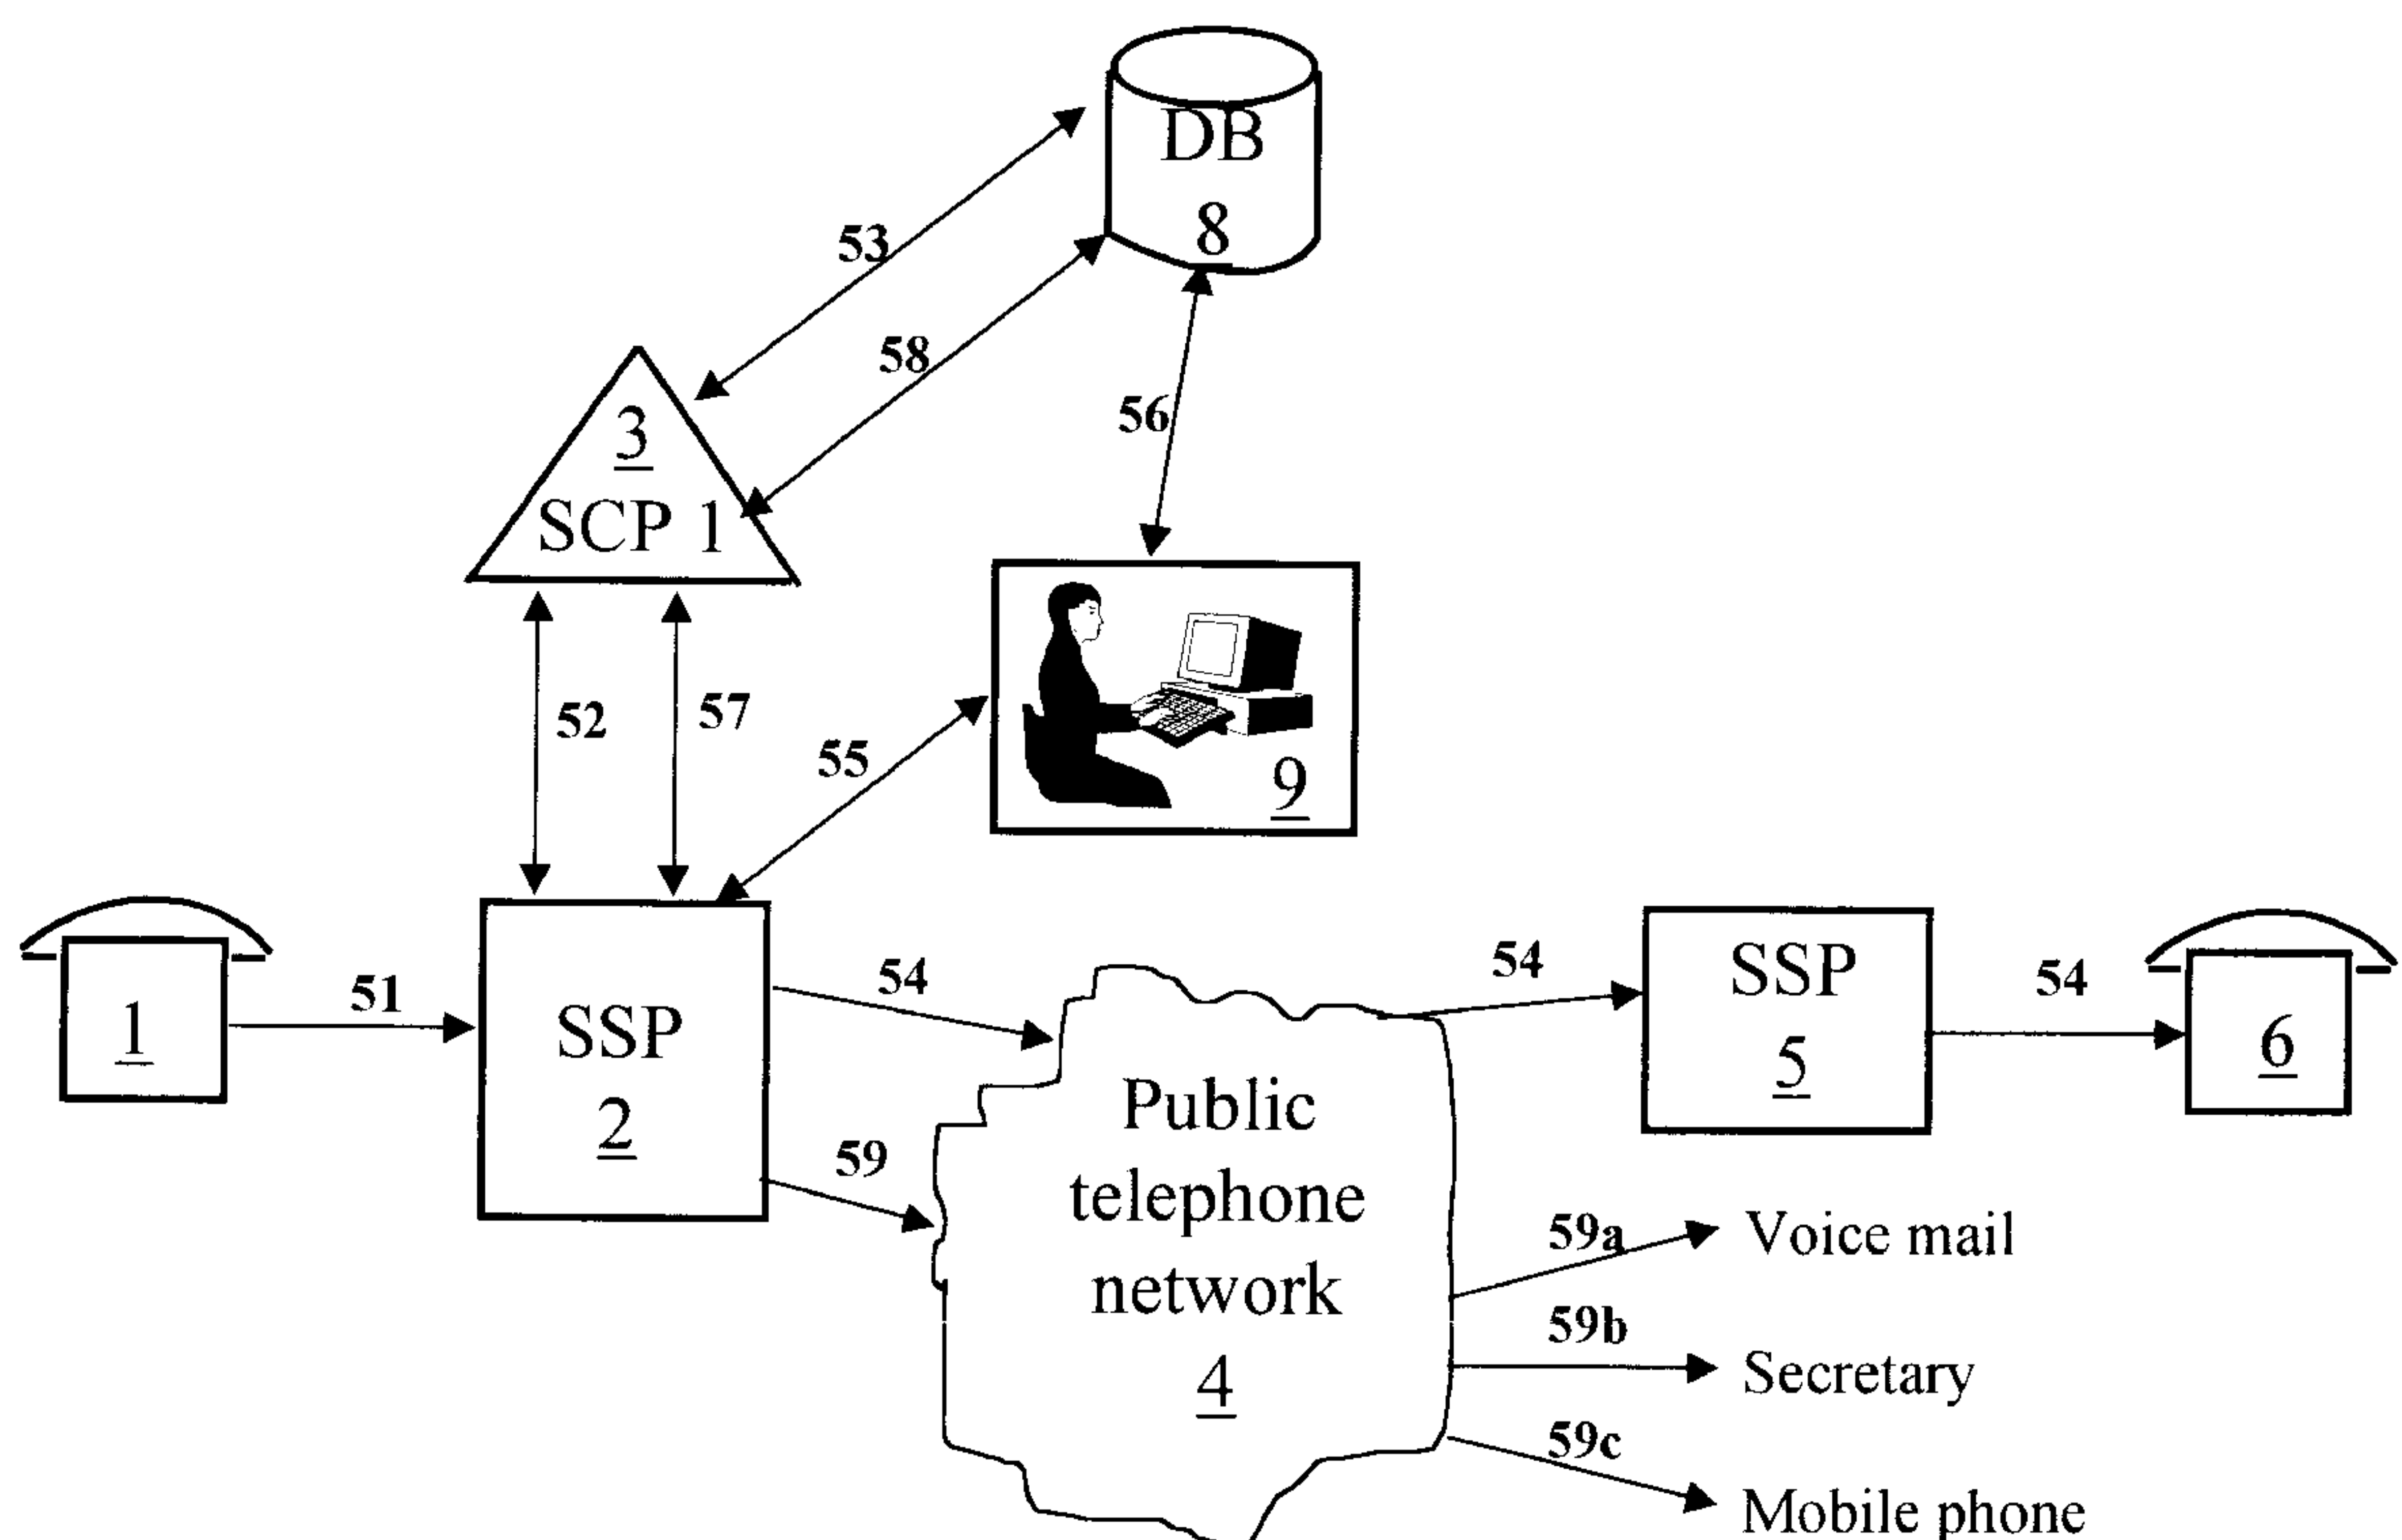 DB
8
53
58
56
3
SCP 1
52
57
55
9
1
51
SSP
2
54
59
Public
telephone
network
4
54
SSP
5
54
6
59a
Voice mail
59b
Secretary
59c
Mobile phone